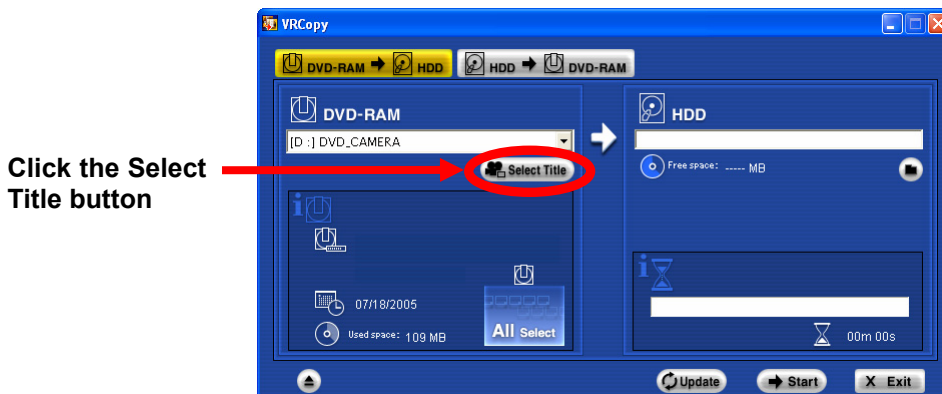 VRCopy
DVD-RAM HDD HDD DVD-RAM
DVD-RAM
[D :] DVD_CAMERA
Select Title
Click the Select
Title button
07/18/2005
Used space: 109 MB
All Select
HDD
Free space: ----- MB
00m 00s
Update Start X Exit